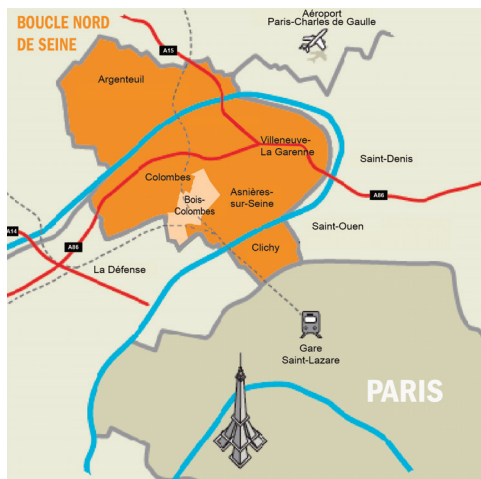 BOUCLE NORD
DE SEINE
Aéroport
Paris-Charles de Gaulle
A15
Argenteuil
Villeneuve-
La Garenne
Saint-Denis
Colombes
Bois-
Colombes
Asnières-
sur-Seine
A86
Saint-Ouen
A14
A86
Clichy
La Défense
Gare
Saint-Lazare
PARIS